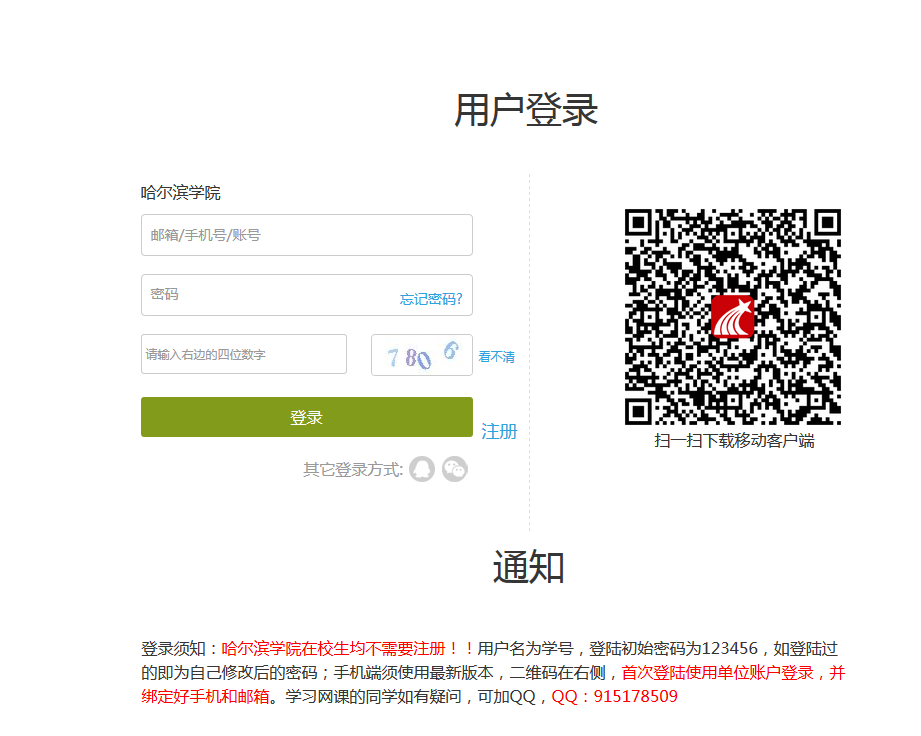 用户登录
哈尔滨学院
邮箱/手机号/账号
密码
忘记密码?
请输入右边的四位数字
7806
看不清
登录
注册
其它登录方式:
扫一扫下载移动客户端
通知
登录须知：哈尔滨学院在校生均不需要注册！！用户名为学号，登陆初始密码为123456，如登陆过
的即为自己修改后的密码；手机端须使用最新版本，二维码在右侧，首次登陆使用单位账户登录，并
绑定好手机和邮箱。学习网课的同学如有疑问，可加QQ，QQ：915178509